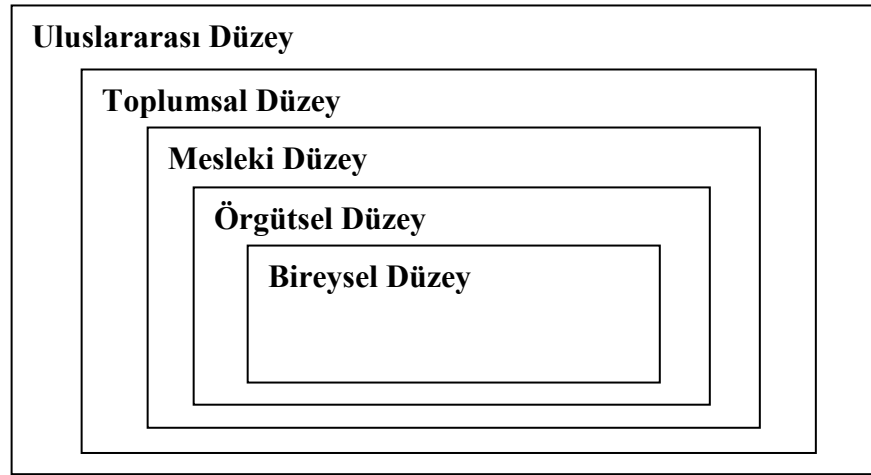 Uluslararası Düzey
Toplumsal Düzey
Mesleki Düzey
Örgütsel Düzey
Bireysel Düzey